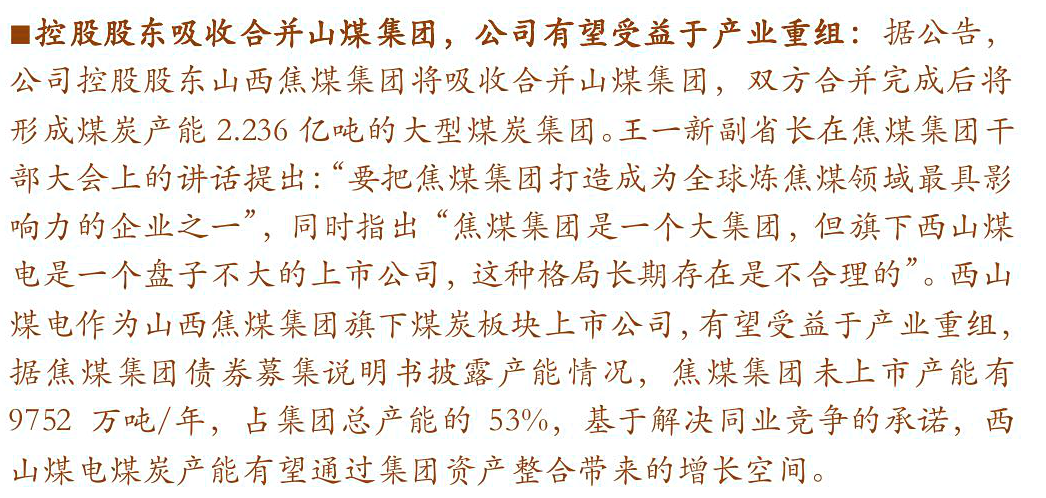 ■控股股东吸收合并山煤集团，公司有望受益于产业重组：据公告，
公司控股股东山西焦煤集团将吸收合并山煤集团，双方合并完成后将
形成煤炭产能 2.236 亿吨的大型煤炭集团。王一新副省长在焦煤集团干
部大会上的讲话提出：“要把焦煤集团打造成为全球炼焦煤领域最具影
响力的企业之一”，同时指出“焦煤集团是一个大集团，但旗下西山煤
电是一个盘子不大的上市公司，这种格局长期存在是不合理的”。西山
煤电作为山西焦煤集团旗下煤炭板块上市公司，有望受益于产业重组，
据焦煤集团债券募集说明书披露产能情况，焦煤集团未上市产能有
9752 万吨/年，占集团总产能的 53%，基于解决同业竞争的承诺，西
山煤电煤炭产能有望通过集团资产整合带来的增长空间。